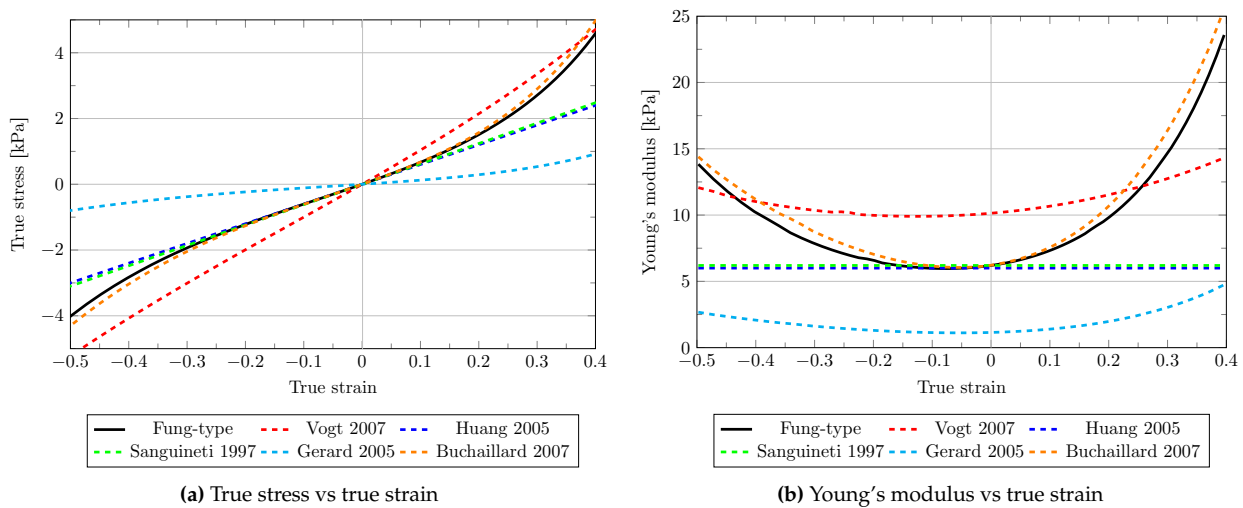 4
2
0
−2
−4
True stress [kPa]
−0.5 −0.4 −0.3 −0.2 −0.1 0 0.1 0.2 0.3 0.4
True strain
Fung-type Vogt 2007 Huang 2005
Sanguineti 1997 Gerard 2005 Buchaillard 2007
(a) True stress vs true strain
25
20
15
10
5
0
Young's modulus [kPa]
−0.5 −0.4 −0.3 −0.2 −0.1 0 0.1 0.2 0.3 0.4
True strain
Fung-type Vogt 2007 Huang 2005
Sanguineti 1997 Gerard 2005 Buchaillard 2007
(b) Young's modulus vs true strain